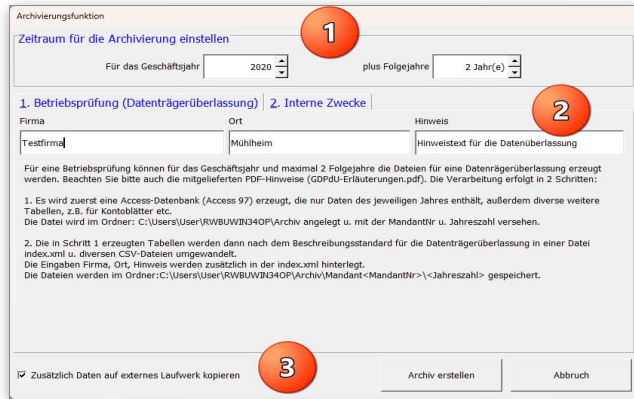 Archivierungsfunktion
Zeitraum für die Archivierung einstellen
1
Für das Geschäftsjahr 2020 plus Folgejahre 2 Jahr(e)
1. Betriebsprüfung (Datenträgerüberlassung) 2. Interne Zwecke
2
Firma Ort Hinweis
Testfirma Mühlheim Hinweistext für die Datenüberlassung
Für eine Betriebsprüfung können für das Geschäftsjahr und maximal 2 Folgejahre die Dateien für eine Datenrägerüberlassung erzeugt
werden. Beachten Sie bitte auch die mitgelieferten PDF-Hinweise (GDPdU-Erläuterungen.pdf). Die Verarbeitung erfolgt in 2 Schritten:
1. Es wird zuerst eine Access-Datenbank (Access 97) erzeugt, die nur Daten des jeweiligen Jahres enthält, außerdem diverse weitere
Tabellen, z.B. für Kontoblätter etc.
Die Datei wird im Ordner: C:\Users\User\RWBUWIN34OP\Archiv angelegt u. mit der MandantNr u. Jahreszahl versehen.
2. Die in Schritt 1 erzeugten Tabellen werden dann nach dem Beschreibungsstandard für die Datenträgerüberlassung in einer Datei
index.xml u. diversen CSV-Dateien umgewandelt.
Die Eingaben Firma, Ort, Hinweis werden zusätzlich in der index.xml hinterlegt.
Die Dateien werden im Ordner:C:\Users\User\RWBUWIN34OP\Archiv\Mandant<MandantNr>\<Jahreszahl> gespeichert.
3
Zusätzlich Daten auf externes Laufwerk kopieren Archiv erstellen Abbruch